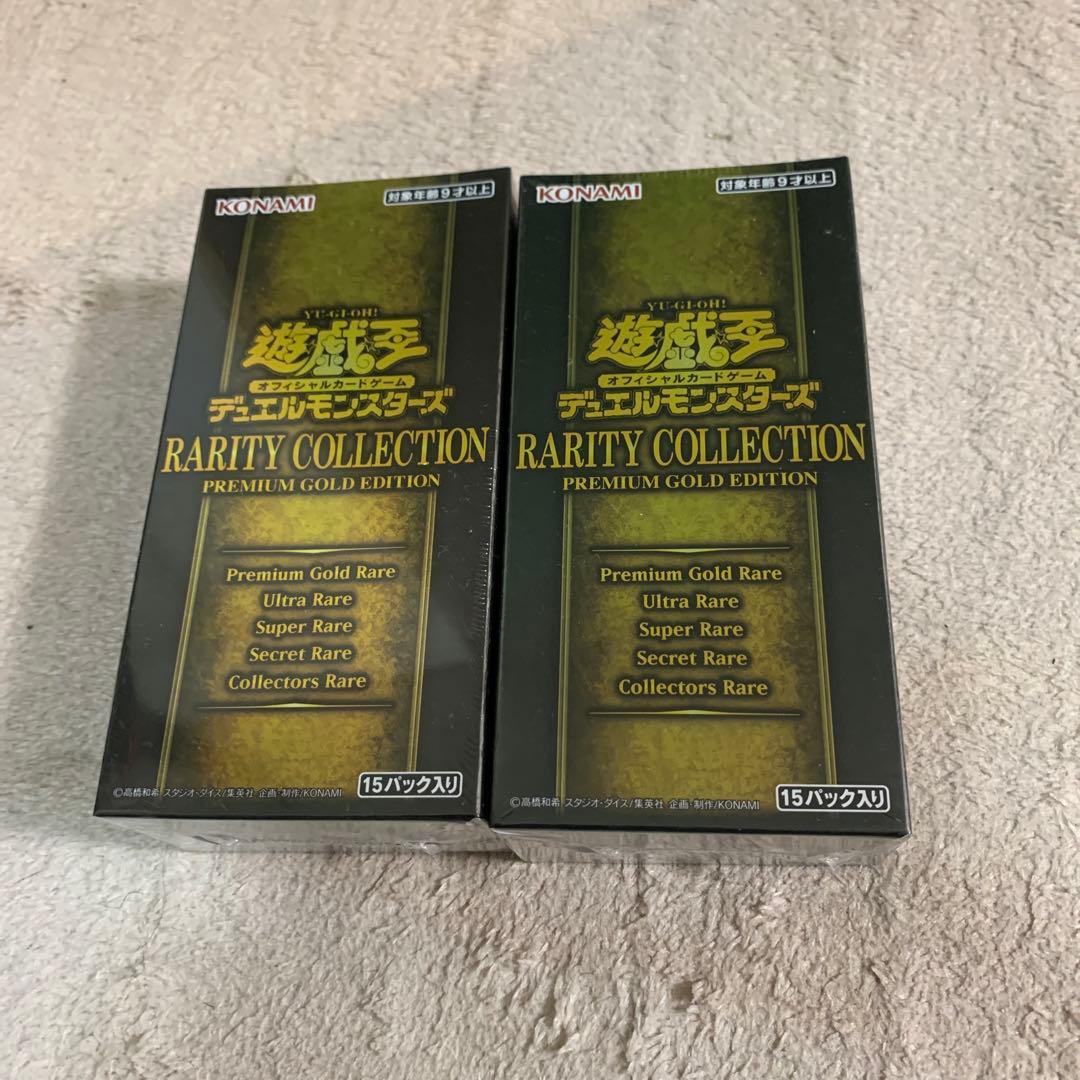 KONAMI
対象年齢9才以上
YU-GI-OH!
遊戯王
オフィシャルカードゲーム
デュエルモンスターズ
RARITY COLLECTION
PREMIUM GOLD EDITION
Premium Gold Rare
Ultra Rare
Super Rare
Secret Rare
Collectors Rare
©高橋和希 スタジオ・ダイス/集英社 企画・制作/KONAMI
15パック入り
KONAMI
対象年齢9才以上
YU-GI-OH!
遊戯王
オフィシャルカードゲーム
デュエルモンスターズ
RARITY COLLECTION
PREMIUM GOLD EDITION
Premium Gold Rare
Ultra Rare
Super Rare
Secret Rare
Collectors Rare
©高橋和希 スタジオ・ダイス/集英社 企画・制作/KONAMI
15パック入り